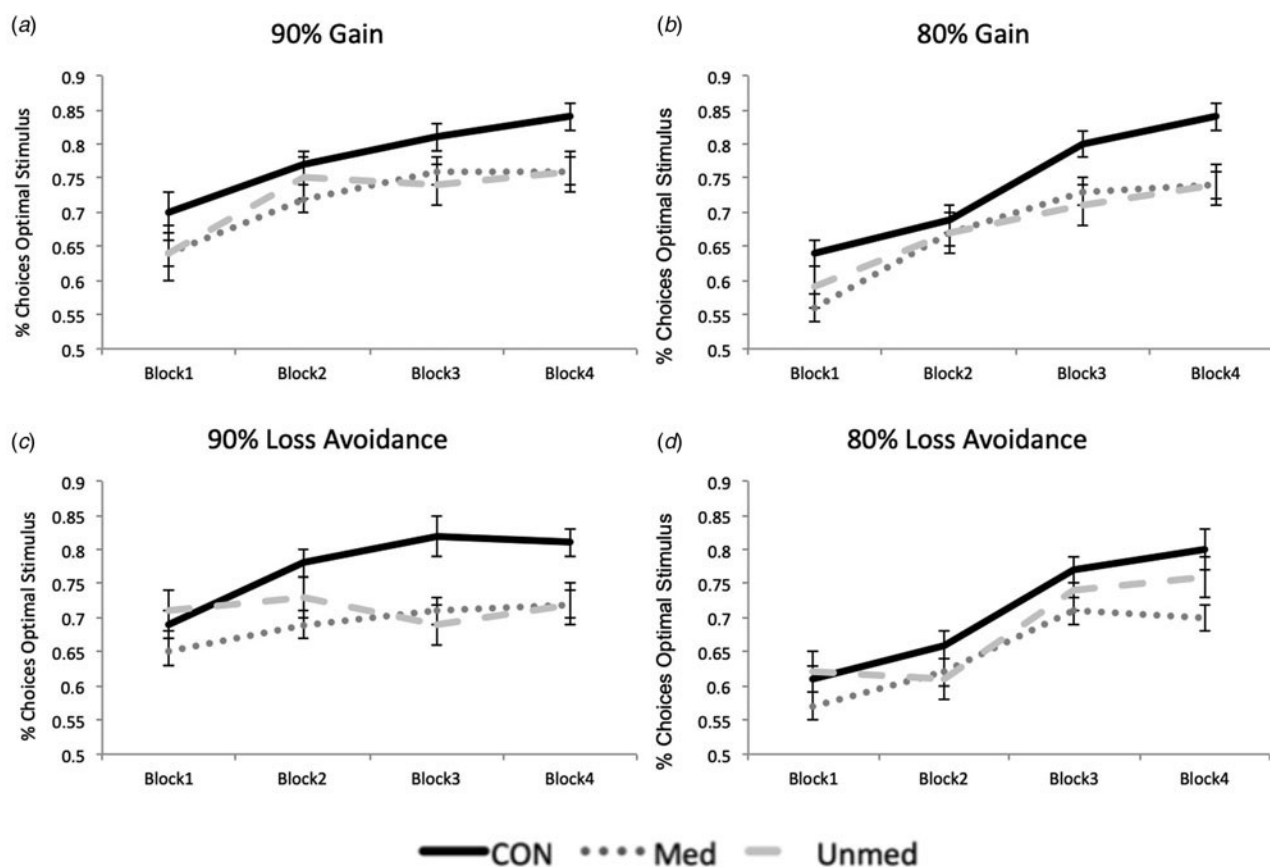 (a)
90% Gain
% Choices Optimal Stimulus
0.9
0.85
0.8
0.75
0.7
0.65
0.6
0.55
0.5
Block1 Block2 Block3 Block4
(b)
80% Gain
% Choices Optimal Stimulus
0.9
0.85
0.8
0.75
0.7
0.65
0.6
0.55
0.5
Block1 Block2 Block3 Block4
(c)
90% Loss Avoidance
% Choices Optimal Stimulus
0.9
0.85
0.8
0.75
0.7
0.65
0.6
0.55
0.5
Block1 Block2 Block3 Block4
(d)
80% Loss Avoidance
% Choices Optimal Stimulus
0.9
0.85
0.8
0.75
0.7
0.65
0.6
0.55
0.5
Block1 Block2 Block3 Block4
CON Med Unmed